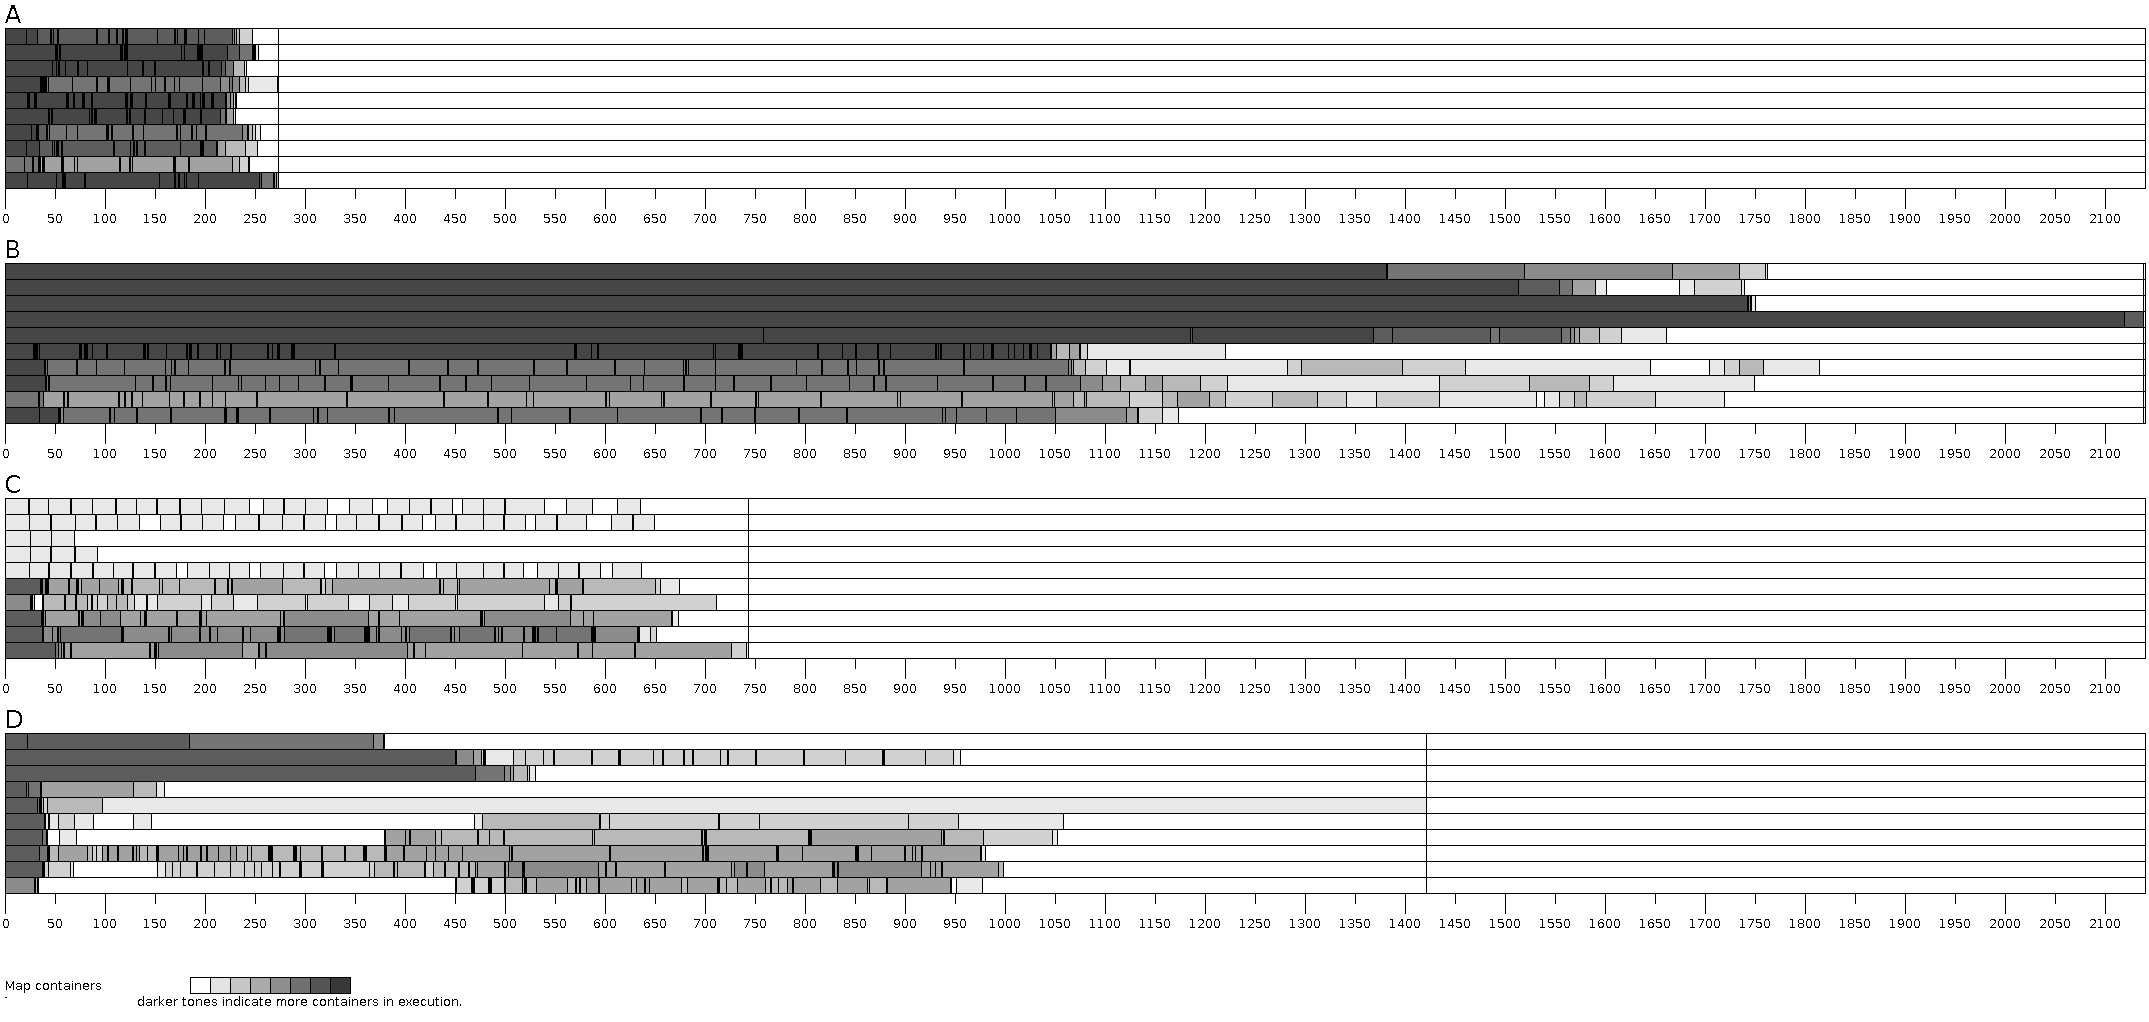 A
0 50 100 150 200 250 300 350 400 450 500 550 600 650 700 750 800 850 900 950 1000 1050 1100 1150 1200 1250 1300 1350 1400 1450 1500 1550 1600 1650 1700 1750 1800 1850 1900 1950 2000 2050 2100
B
0 50 100 150 200 250 300 350 400 450 500 550 600 650 700 750 800 850 900 950 1000 1050 1100 1150 1200 1250 1300 1350 1400 1450 1500 1550 1600 1650 1700 1750 1800 1850 1900 1950 2000 2050 2100
C
0 50 100 150 200 250 300 350 400 450 500 550 600 650 700 750 800 850 900 950 1000 1050 1100 1150 1200 1250 1300 1350 1400 1450 1500 1550 1600 1650 1700 1750 1800 1850 1900 1950 2000 2050 2100
D
0 50 100 150 200 250 300 350 400 450 500 550 600 650 700 750 800 850 900 950 1000 1050 1100 1150 1200 1250 1300 1350 1400 1450 1500 1550 1600 1650 1700 1750 1800 1850 1900 1950 2000 2050 2100
Map containers
darker tones indicate more containers in execution.